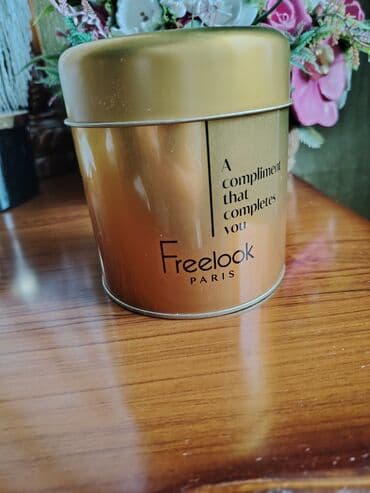 A
compliment
that
completes
you
Freelook
PARIS